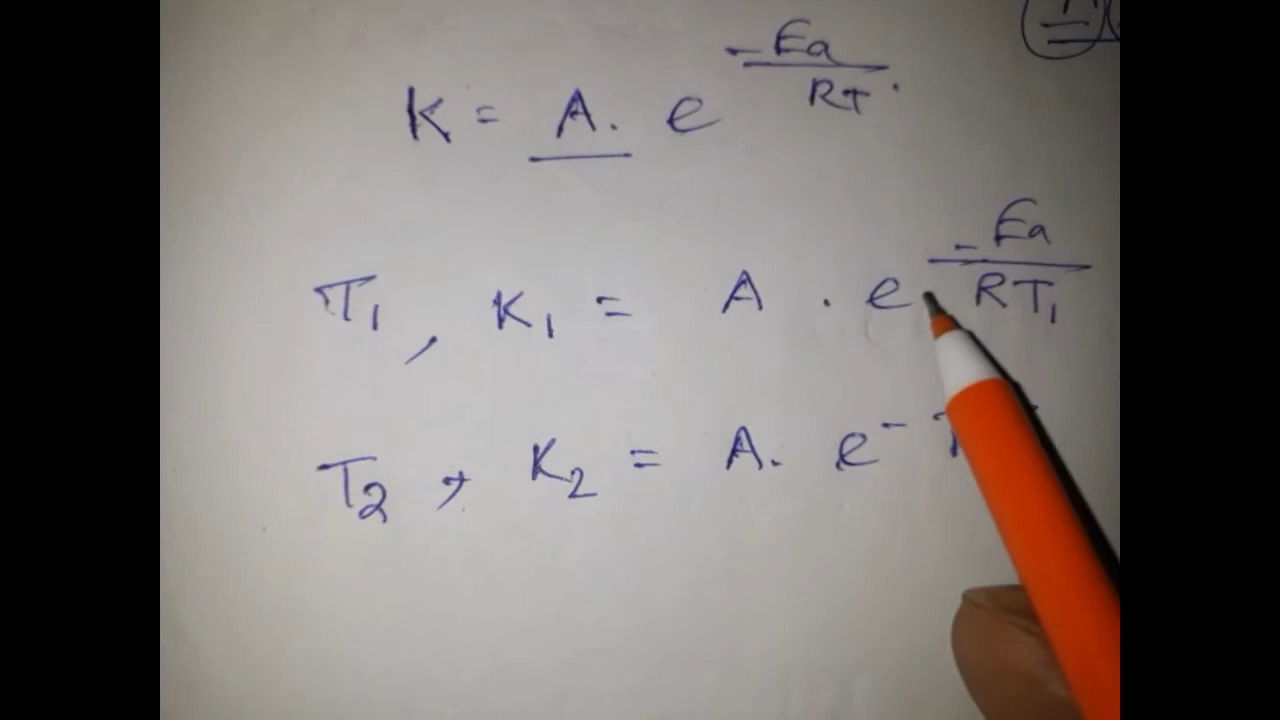 K = A. e^(-Ea/RT)
T1, K1 = A . e^(-Ea/RT1)
T2, K2 = A. e^-